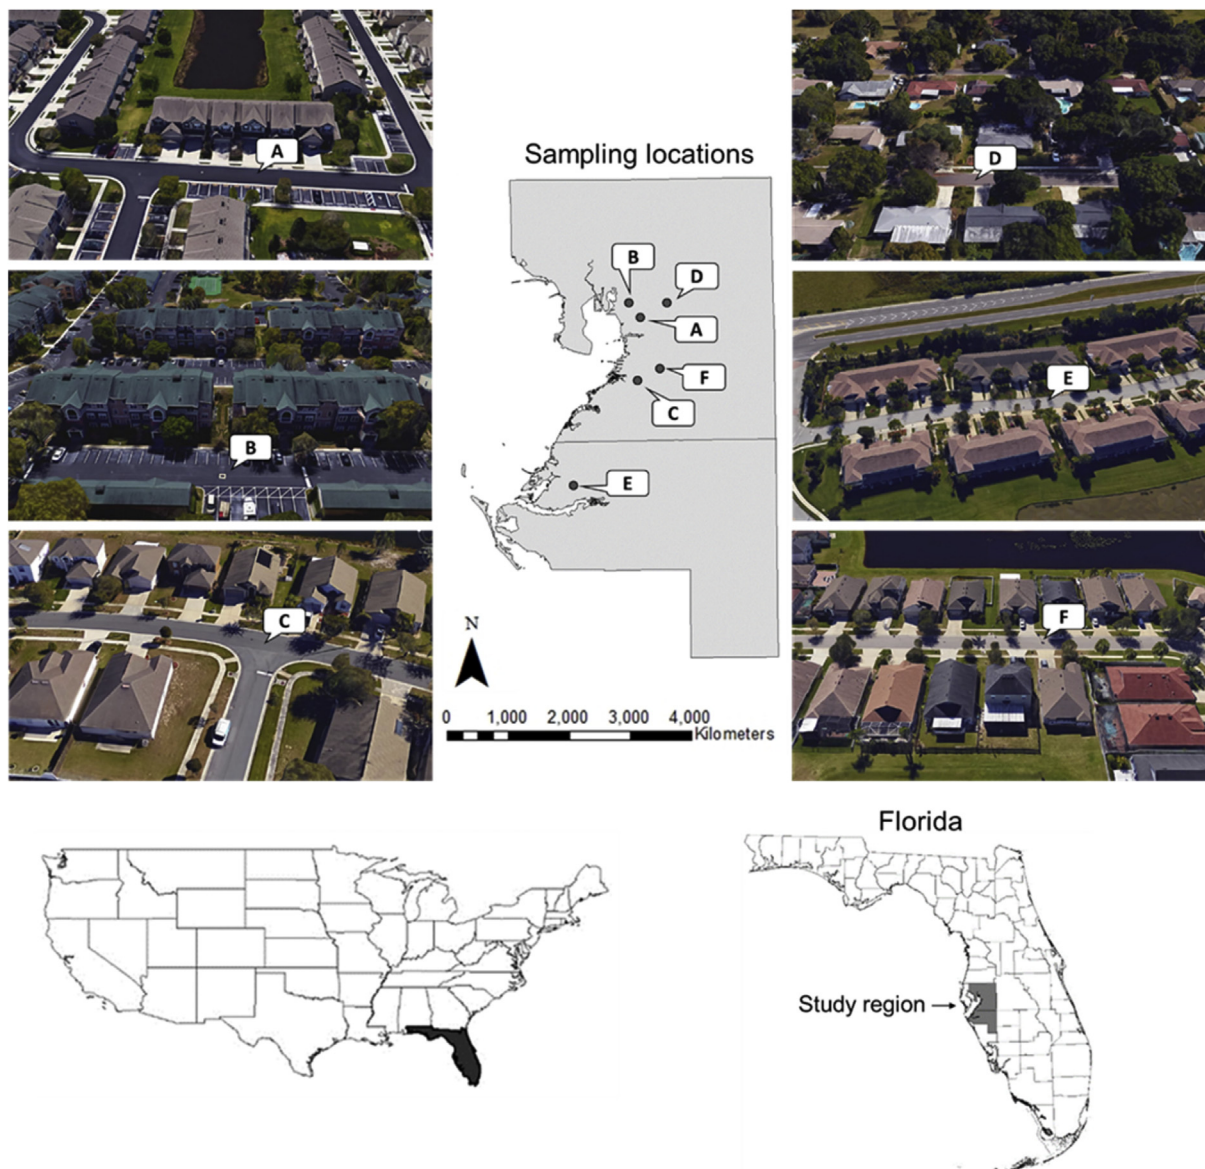 A
B
C
Sampling locations
B
D
A
F
C
E
N
0 1,000 2,000 3,000 4,000
Kilometers
D
E
F
Florida
Study region